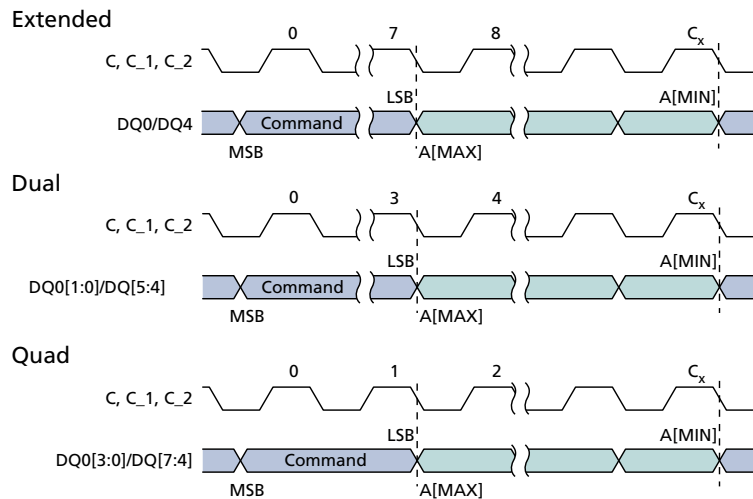 Extended
0 7 8 Cx
C, C_1, C_2
LSB A[MIN]
DQ0/DQ4 Command
MSB A[MAX]
Dual
0 3 4 Cx
C, C_1, C_2
LSB A[MIN]
DQ0[1:0]/DQ[5:4] Command
MSB A[MAX]
Quad
0 1 2 Cx
C, C_1, C_2
LSB A[MIN]
DQ0[3:0]/DQ[7:4] Command
MSB A[MAX]